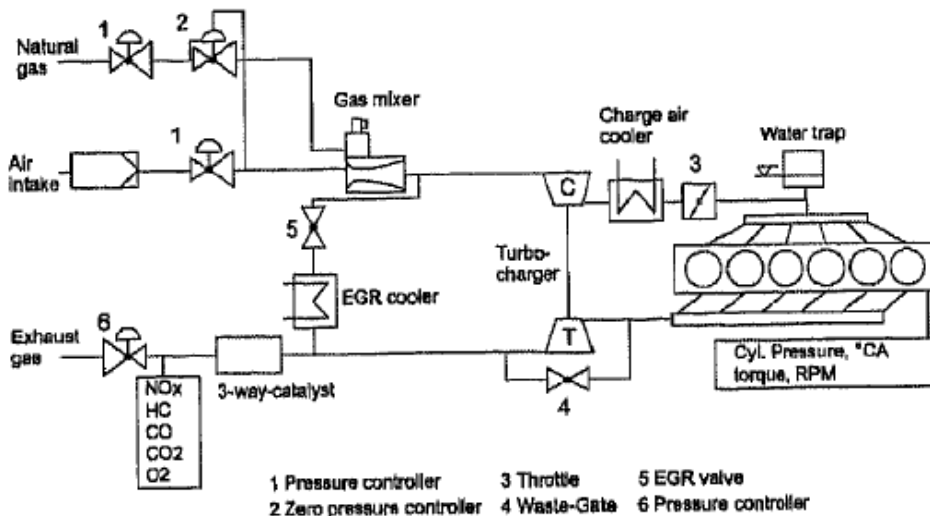 1
2
Natural
gas
Gas mixer
Charge air
cooler
Water trap
1
3
Air
intake
C
5
Turbo-
charger
EGR cooler
6
Exhaust
gas
T
Cyl. Pressure, °CA
torque, RPM
3-way-catalyst
4
NOx
HC
CO
CO2
O2
1 Pressure controller 3 Throttle 5 EGR valve
2 Zero pressure controller 4 Waste-Gate 6 Pressure controller